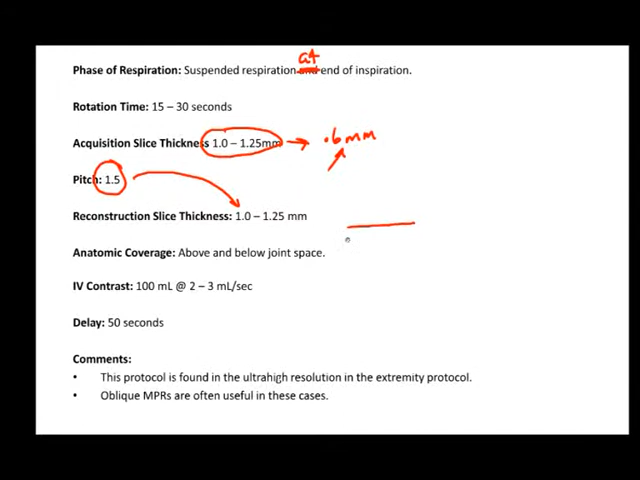 at
Phase of Respiration: Suspended respiration and end of inspiration.
Rotation Time: 15 – 30 seconds
Acquisition Slice Thickness 1.0 – 1.25mm → .6mm
Pitch: 1.5
Reconstruction Slice Thickness: 1.0 – 1.25 mm
Anatomic Coverage: Above and below joint space.
IV Contrast: 100 mL @ 2 – 3 mL/sec
Delay: 50 seconds
Comments:
• This protocol is found in the ultrahigh resolution in the extremity protocol.
• Oblique MPRs are often useful in these cases.